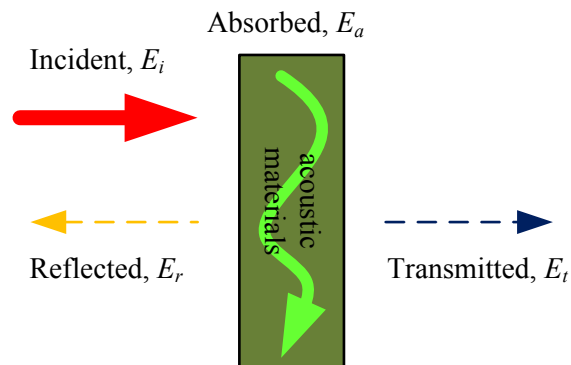 Absorbed, Ea
Incident, Ei
acoustic
materials
Reflected, Er
Transmitted, Et